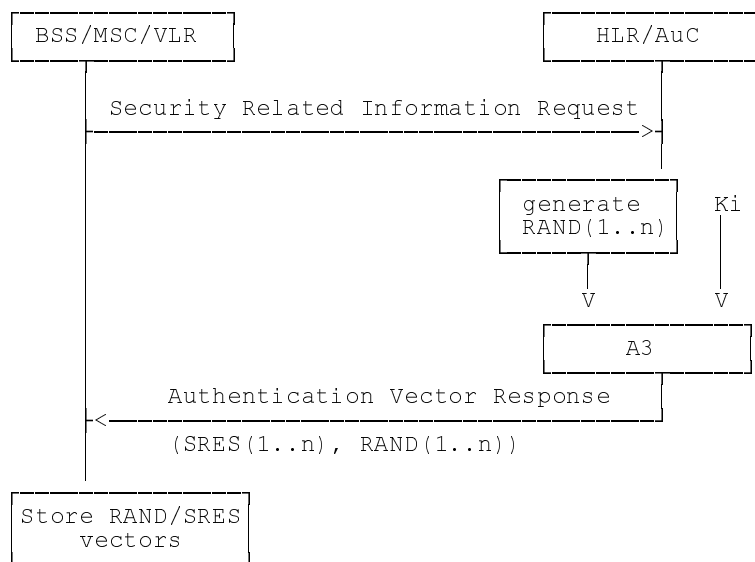 BSS/MSC/VLR
HLR/AuC
Security Related Information Request
generate
RAND(1..n)
Ki
V
V
A3
Authentication Vector Response
(SRES(1..n), RAND(1..n))
Store RAND/SRES
vectors